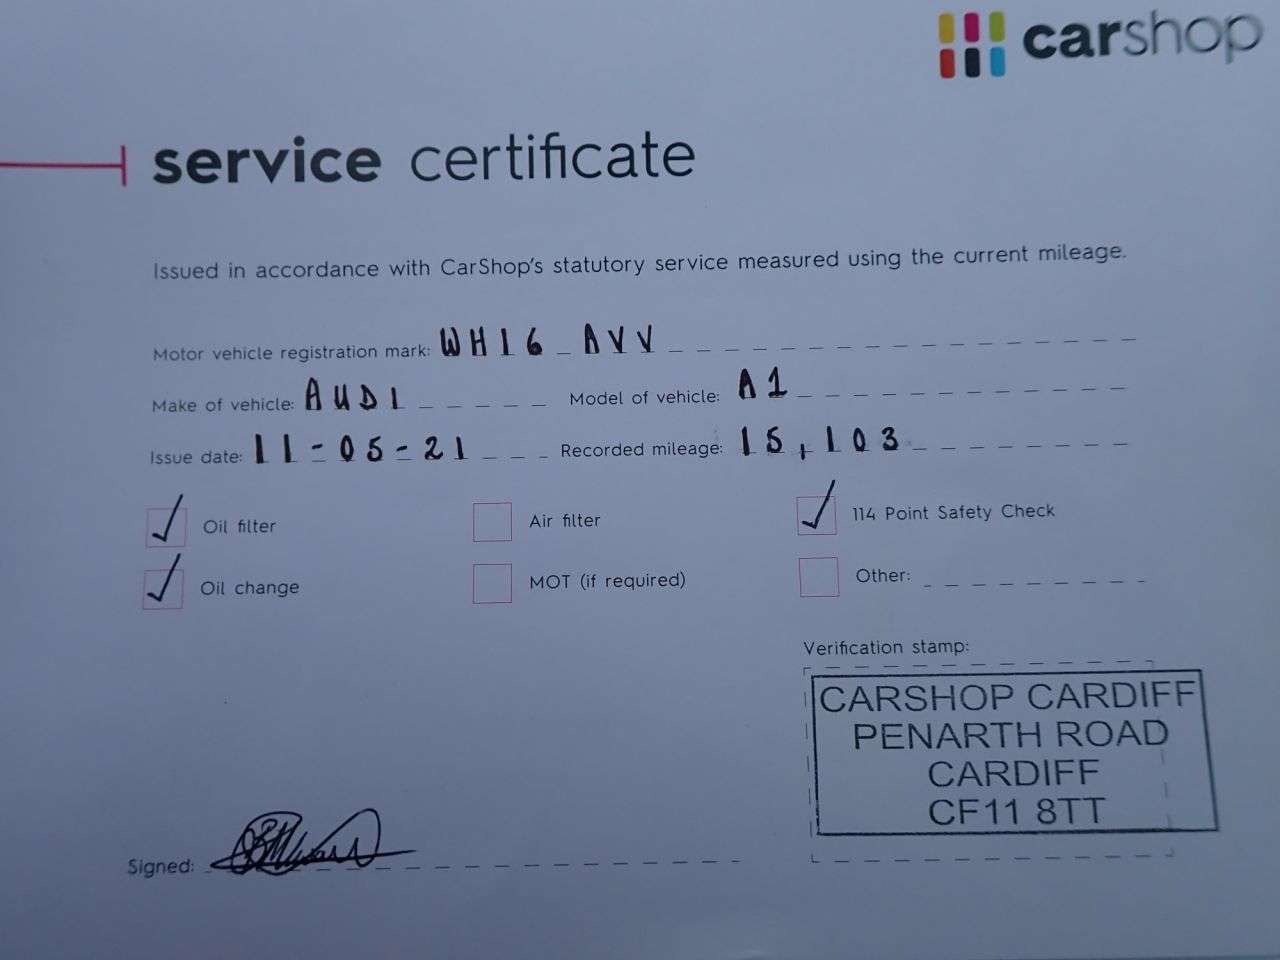 carshop
service certificate
Issued in accordance with CarShop's statutory service measured using the current mileage.
Motor vehicle registration mark: WH16 AVV
Make of vehicle: AUDI Model of vehicle: A1
Issue date: 11-05-21 Recorded mileage: 15,103
Oil filter Air filter 114 Point Safety Check
Oil change MOT (if required) Other:
Verification stamp:
CARSHOP CARDIFF
PENARTH ROAD
CARDIFF
CF11 8TT
Signed: